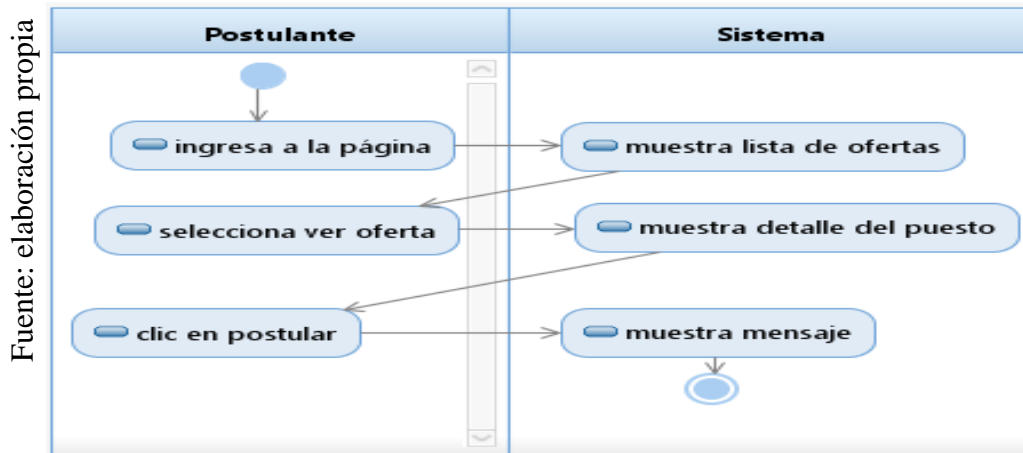 Fuente: elaboración propia
Postulante
Sistema
ingresa a la página
muestra lista de ofertas
selecciona ver oferta
muestra detalle del puesto
clic en postular
muestra mensaje